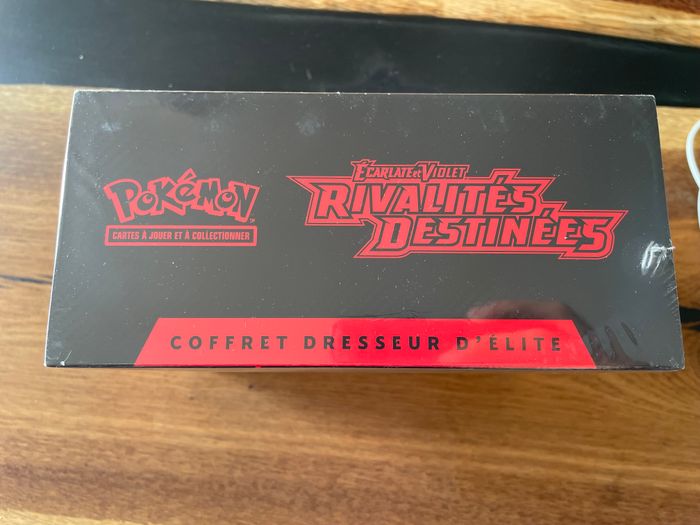 Pokémon
CARTES À JOUER ET À COLLECTIONNER
ÉCARLATE et VIOLET
RIVALITÉS
DESTINÉES
COFFRET DRESSEUR D'ÉLITE